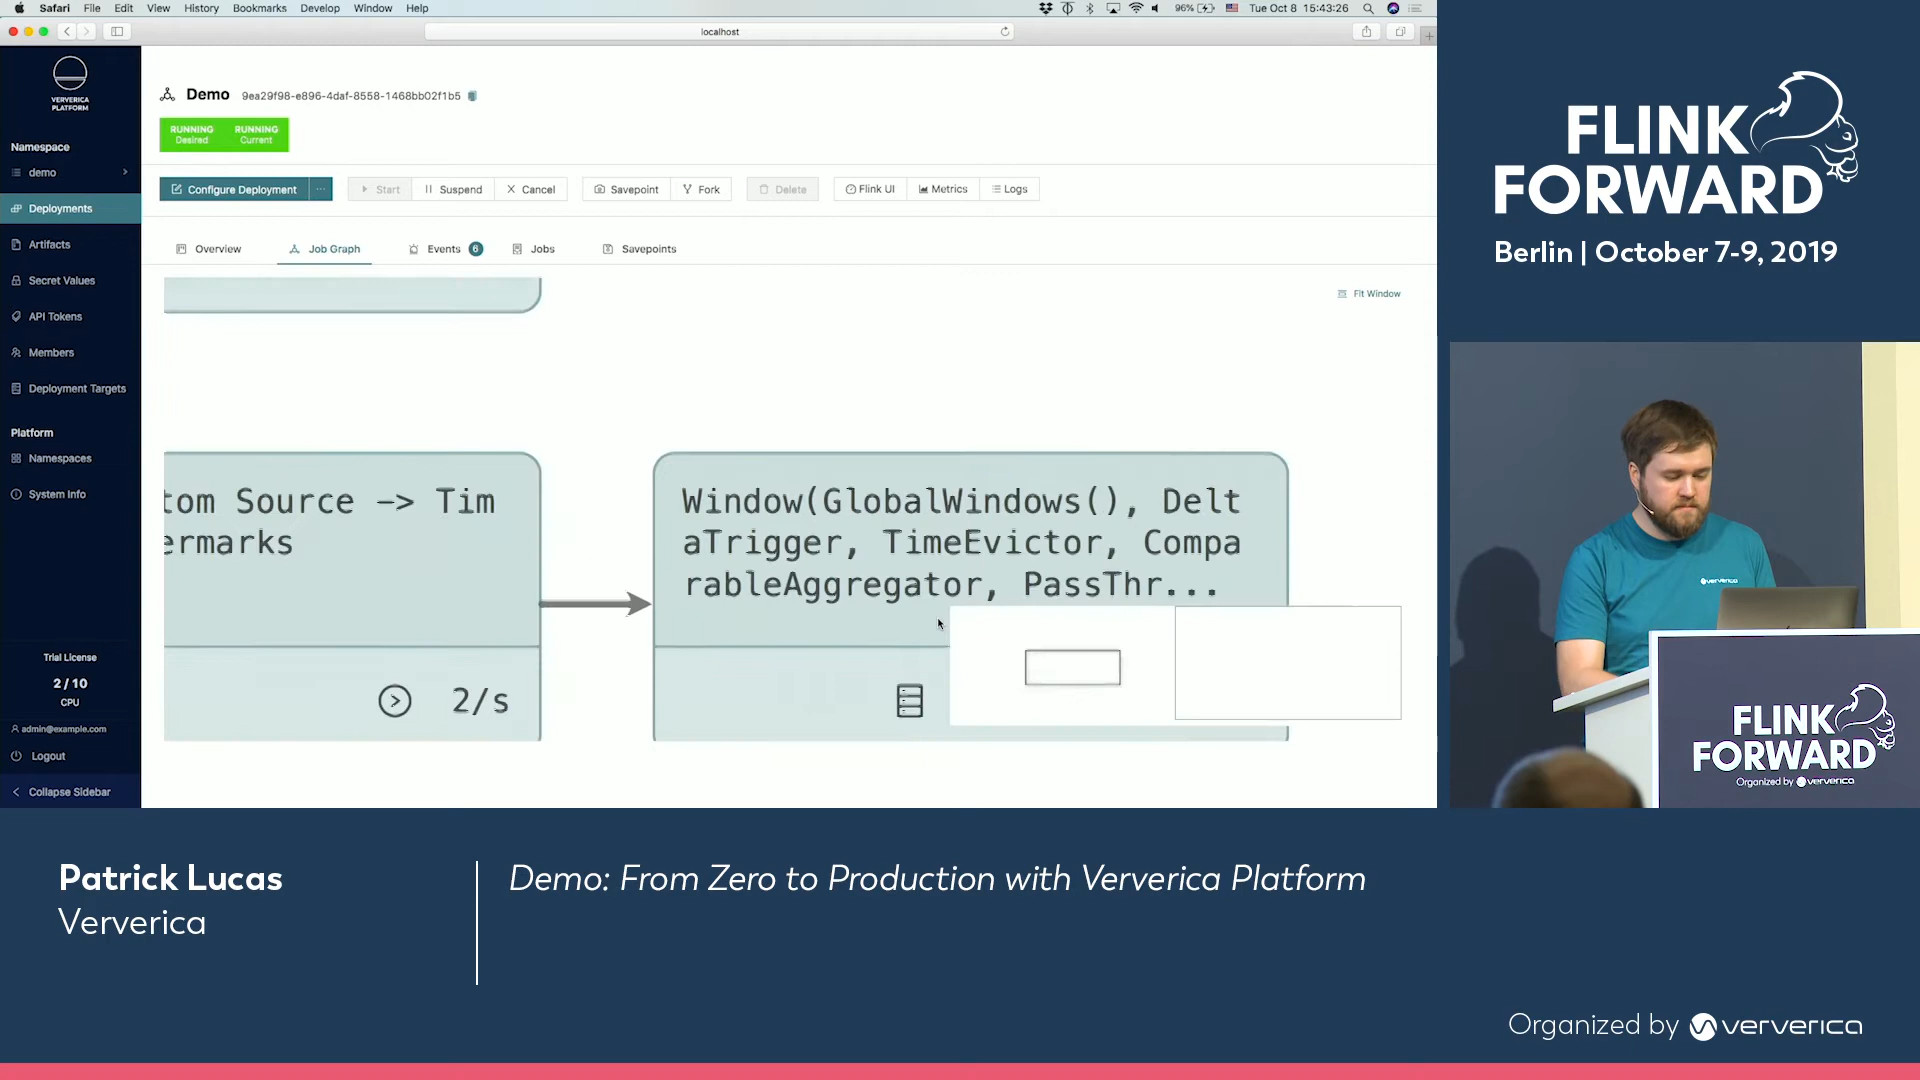 Safari File Edit View History Bookmarks Develop Window Help
96% Tue Oct 8 15:43:26
localhost
VERVERICA
PLATFORM
Namespace
demo
Deployments
Artifacts
Secret Values
API Tokens
Members
Deployment Targets
Platform
Namespaces
System Info
Trial License
2 / 10
CPU
admin@example.com
Logout
Collapse Sidebar
Demo 9ea29f98-e896-4daf-8558-1468bb02f1b5
RUNNING RUNNING
Desired Current
Configure Deployment ... Start Suspend Cancel Savepoint Fork Delete Flink UI Metrics Logs
Overview Job Graph Events 6 Jobs Savepoints
Fit Window
tom Source -> Tim
ermarks
2/s
Window(GlobalWindows(), Delt
aTrigger, TimeEvictor, Compa
rableAggregator, PassThr...
FLINK
FORWARD
Berlin | October 7-9, 2019
ververica
FLINK
FORWARD
Organized by ververica
Patrick Lucas
Ververica
Demo: From Zero to Production with Ververica Platform
Organized by ververica